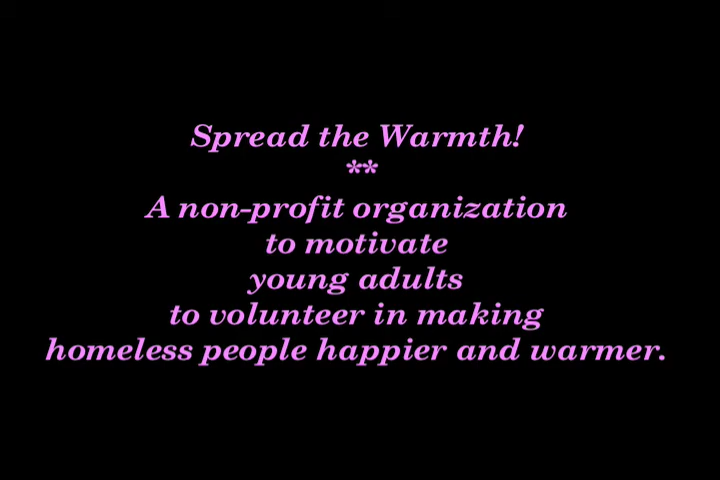 Spread the Warmth!
**
A non-profit organization
to motivate
young adults
to volunteer in making
homeless people happier and warmer.